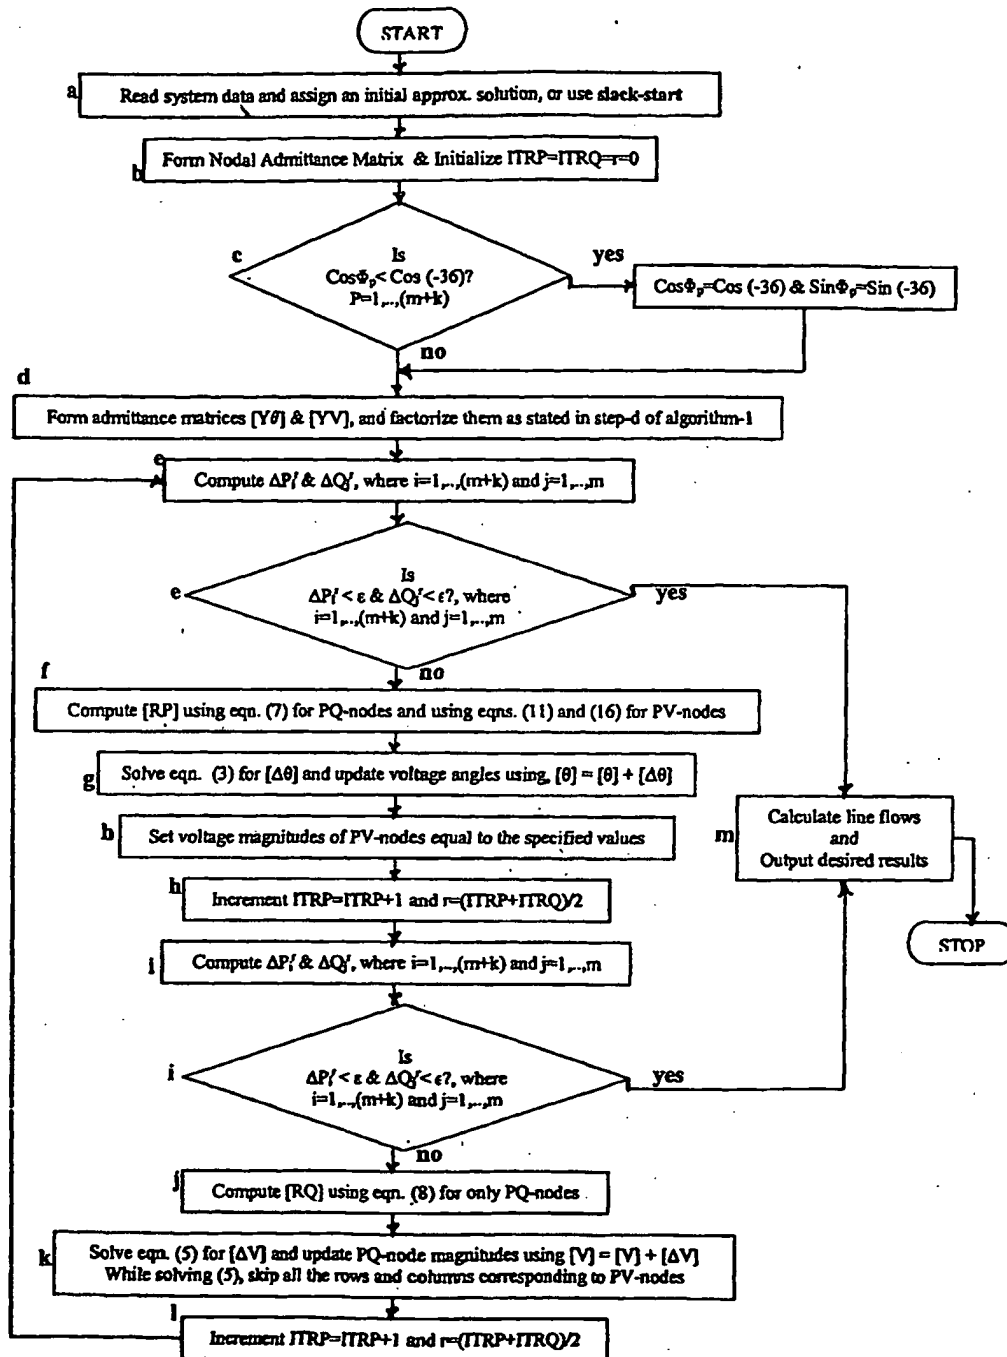 START
a
Read system data and assign an initial approx. solution, or use slack-start
b
Form Nodal Admittance Matrix & Initialize ITRP=ITRQ=r=0
c
Is
CosΦp< Cos (-36)?
P=1,..,(m+k)
yes
CosΦp=Cos (-36) & SinΦp=Sin (-36)
no
d
Form admittance matrices [Yθ] & [YV], and factorize them as stated in step-d of algorithm-1
e
Compute ΔPᵢʳ & ΔQⱼʳ, where i=1,..,(m+k) and j=1,..,m
e
Is
ΔPᵢʳ < ε & ΔQⱼʳ < ϵ?, where
i=1,..,(m+k) and j=1,..,m
yes
no
f
Compute [RP] using eqn. (7) for PQ-nodes and using eqns. (11) and (16) for PV-nodes
g
Solve eqn. (3) for [Δθ] and update voltage angles using, [θ] = [θ] + [Δθ]
h
Set voltage magnitudes of PV-nodes equal to the specified values
h
Increment ITRP=ITRP+1 and r=(ITRP+ITRQ)/2
i
Compute ΔPᵢʳ & ΔQⱼʳ, where i=1,..,(m+k) and j=1,..,m
i
Is
ΔPᵢʳ < ε & ΔQⱼʳ < ϵ?, where
i=1,..,(m+k) and j=1,..,m
yes
no
m
Calculate line flows
and
Output desired results
STOP
j
Compute [RQ] using eqn. (8) for only PQ-nodes
k
Solve eqn. (5) for [ΔV] and update PQ-node magnitudes using [V] = [V] + [ΔV]
While solving (5), skip all the rows and columns corresponding to PV-nodes
l
Increment ITRP=ITRP+1 and r=(ITRP+ITRQ)/2